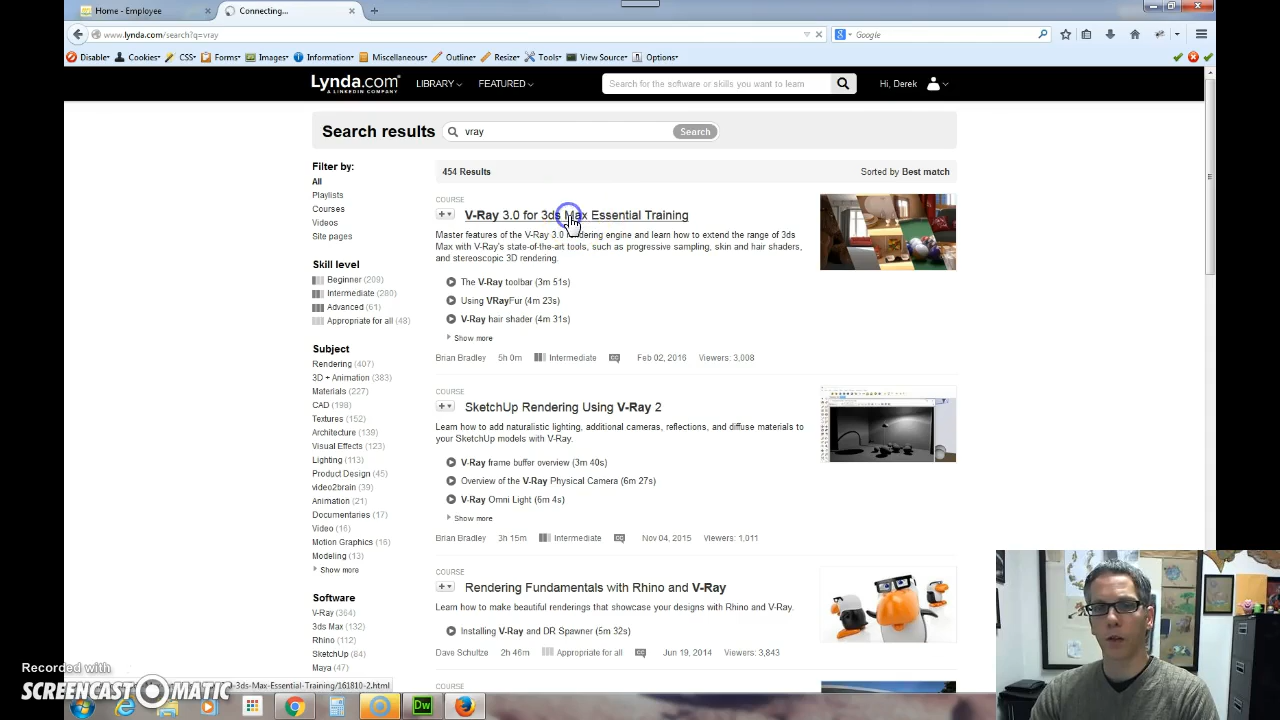 Home - Employee
Connecting...
www.lynda.com/search?q=vray
Google
Disable
Cookies
CSS
Forms
Images
Information
Miscellaneous
Outline
Resize
Tools
View Source
Options
Lynda.com
A LINKEDIN COMPANY
LIBRARY
FEATURED
Search for the software or skills you want to learn
Hi, Derek
Search results
vray
Search
Filter by:
All
Playlists
Courses
Videos
Site pages
Skill level
Beginner (209)
Intermediate (280)
Advanced (61)
Appropriate for all (48)
Subject
Rendering (407)
3D + Animation (383)
Materials (227)
CAD (198)
Textures (152)
Architecture (139)
Visual Effects (123)
Lighting (113)
Product Design (45)
video2brain (39)
Animation (21)
Documentaries (17)
Video (16)
Motion Graphics (16)
Modeling (13)
Show more
Software
V-Ray (364)
3ds Max (132)
Rhino (112)
SketchUp (84)
Maya (47)
454 Results
Sorted by Best match
COURSE
V-Ray 3.0 for 3ds Max Essential Training
Master features of the V-Ray 3.0 rendering engine and learn how to extend the range of 3ds
Max with V-Ray's state-of-the-art tools, such as progressive sampling, skin and hair shaders,
and stereoscopic 3D rendering.
The V-Ray toolbar (3m 51s)
Using VRayFur (4m 23s)
V-Ray hair shader (4m 31s)
Show more
Brian Bradley 5h 0m Intermediate CC Feb 02, 2016 Viewers: 3,008
COURSE
SketchUp Rendering Using V-Ray 2
Learn how to add naturalistic lighting, additional cameras, reflections, and diffuse materials to
your SketchUp models with V-Ray.
V-Ray frame buffer overview (3m 40s)
Overview of the V-Ray Physical Camera (6m 27s)
V-Ray Omni Light (6m 4s)
Show more
Brian Bradley 3h 15m Intermediate CC Nov 04, 2015 Viewers: 1,011
COURSE
Rendering Fundamentals with Rhino and V-Ray
Learn how to make beautiful renderings that showcase your designs with Rhino and V-Ray.
Installing V-Ray and DR Spawner (5m 32s)
Dave Schultze 2h 46m Appropriate for all CC Jun 19, 2014 Viewers: 3,843
COURSE
-3ds-Max-Essential-Training/161810-2.html
Recorded with
SCREENCAST MATIC
Dw